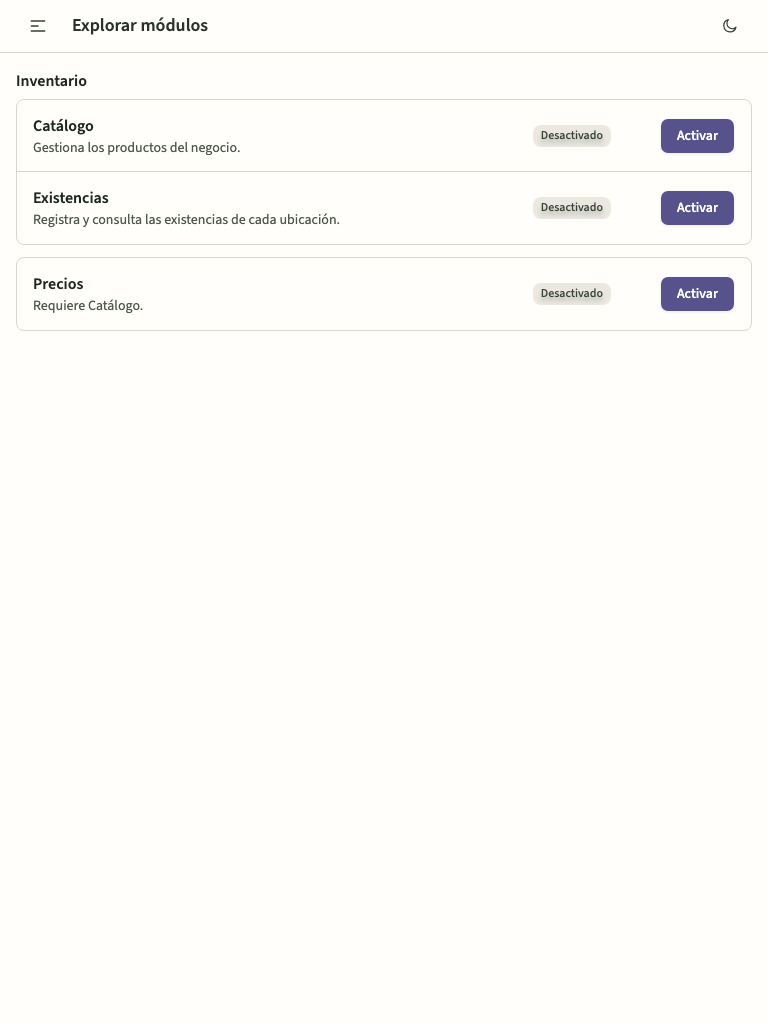 Explorar módulos
Inventario
Catálogo
Gestiona los productos del negocio.
Desactivado
Activar
Existencias
Registra y consulta las existencias de cada ubicación.
Desactivado
Activar
Precios
Requiere Catálogo.
Desactivado
Activar